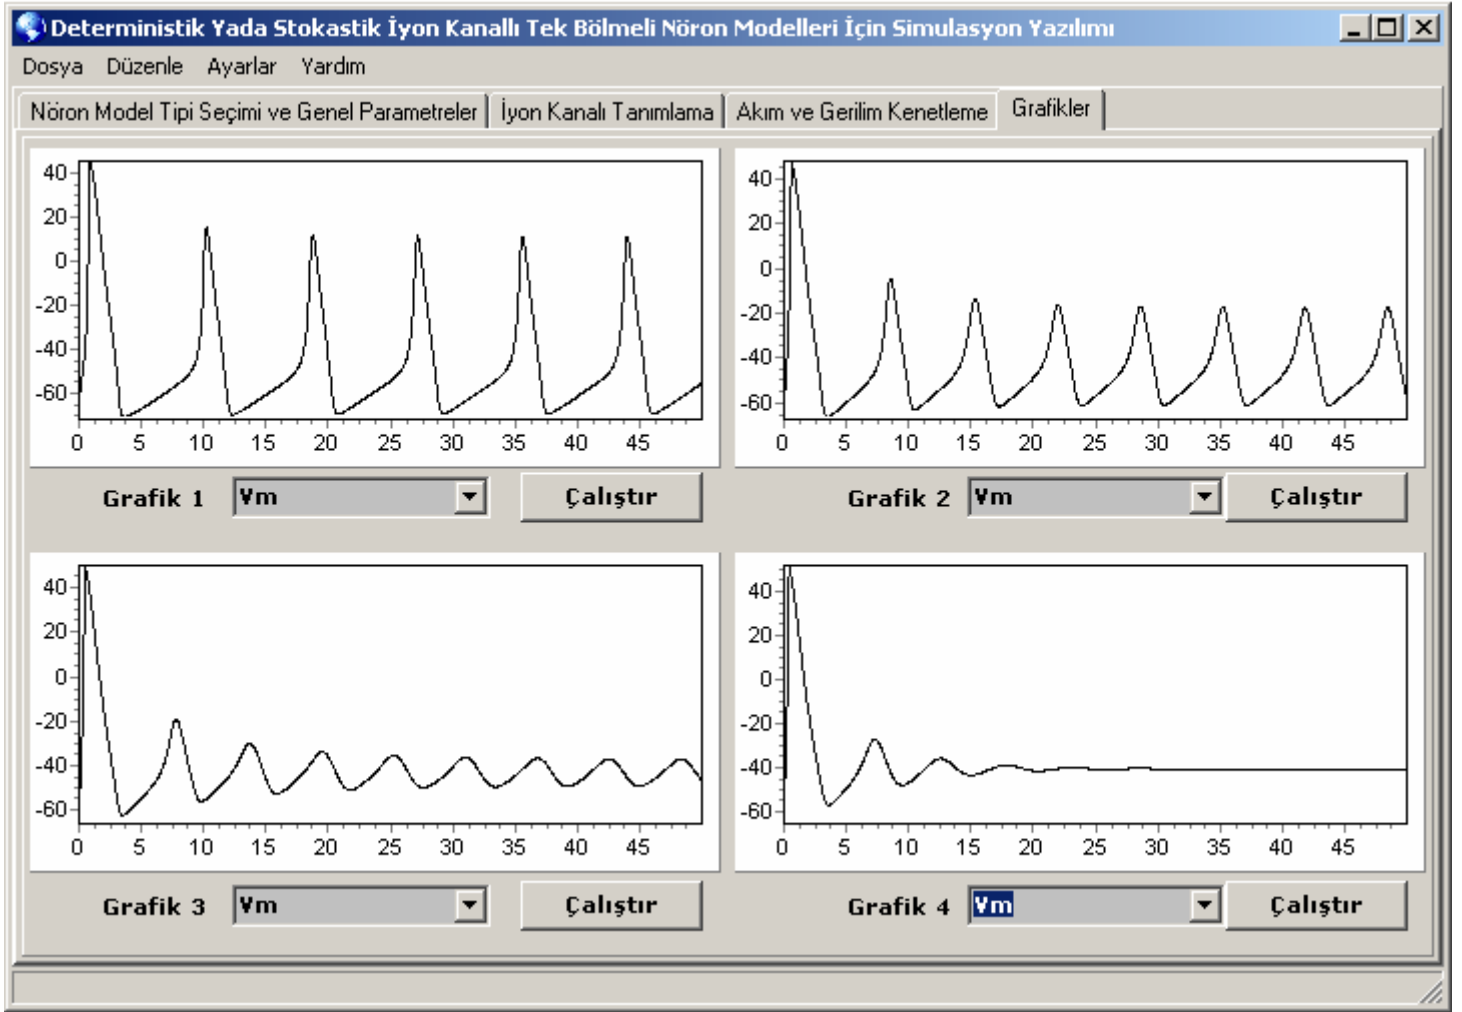 Deterministik Yada Stokastik İyon Kanallı Tek Bölmeli Nöron Modelleri İçin Simulasyon Yazılımı
Dosya Düzenle Ayarlar Yardım
Nöron Model Tipi Seçimi ve Genel Parametreler İyon Kanalı Tanımlama Akım ve Gerilim Kenetleme Grafikler
40
20
0
-20
-40
-60
0 5 10 15 20 25 30 35 40 45
40
20
0
-20
-40
-60
0 5 10 15 20 25 30 35 40 45
Grafik 1 Vm Çalıştır
Grafik 2 Vm Çalıştır
40
20
0
-20
-40
-60
0 5 10 15 20 25 30 35 40 45
40
20
0
-20
-40
-60
0 5 10 15 20 25 30 35 40 45
Grafik 3 Vm Çalıştır
Grafik 4 Vm Çalıştır